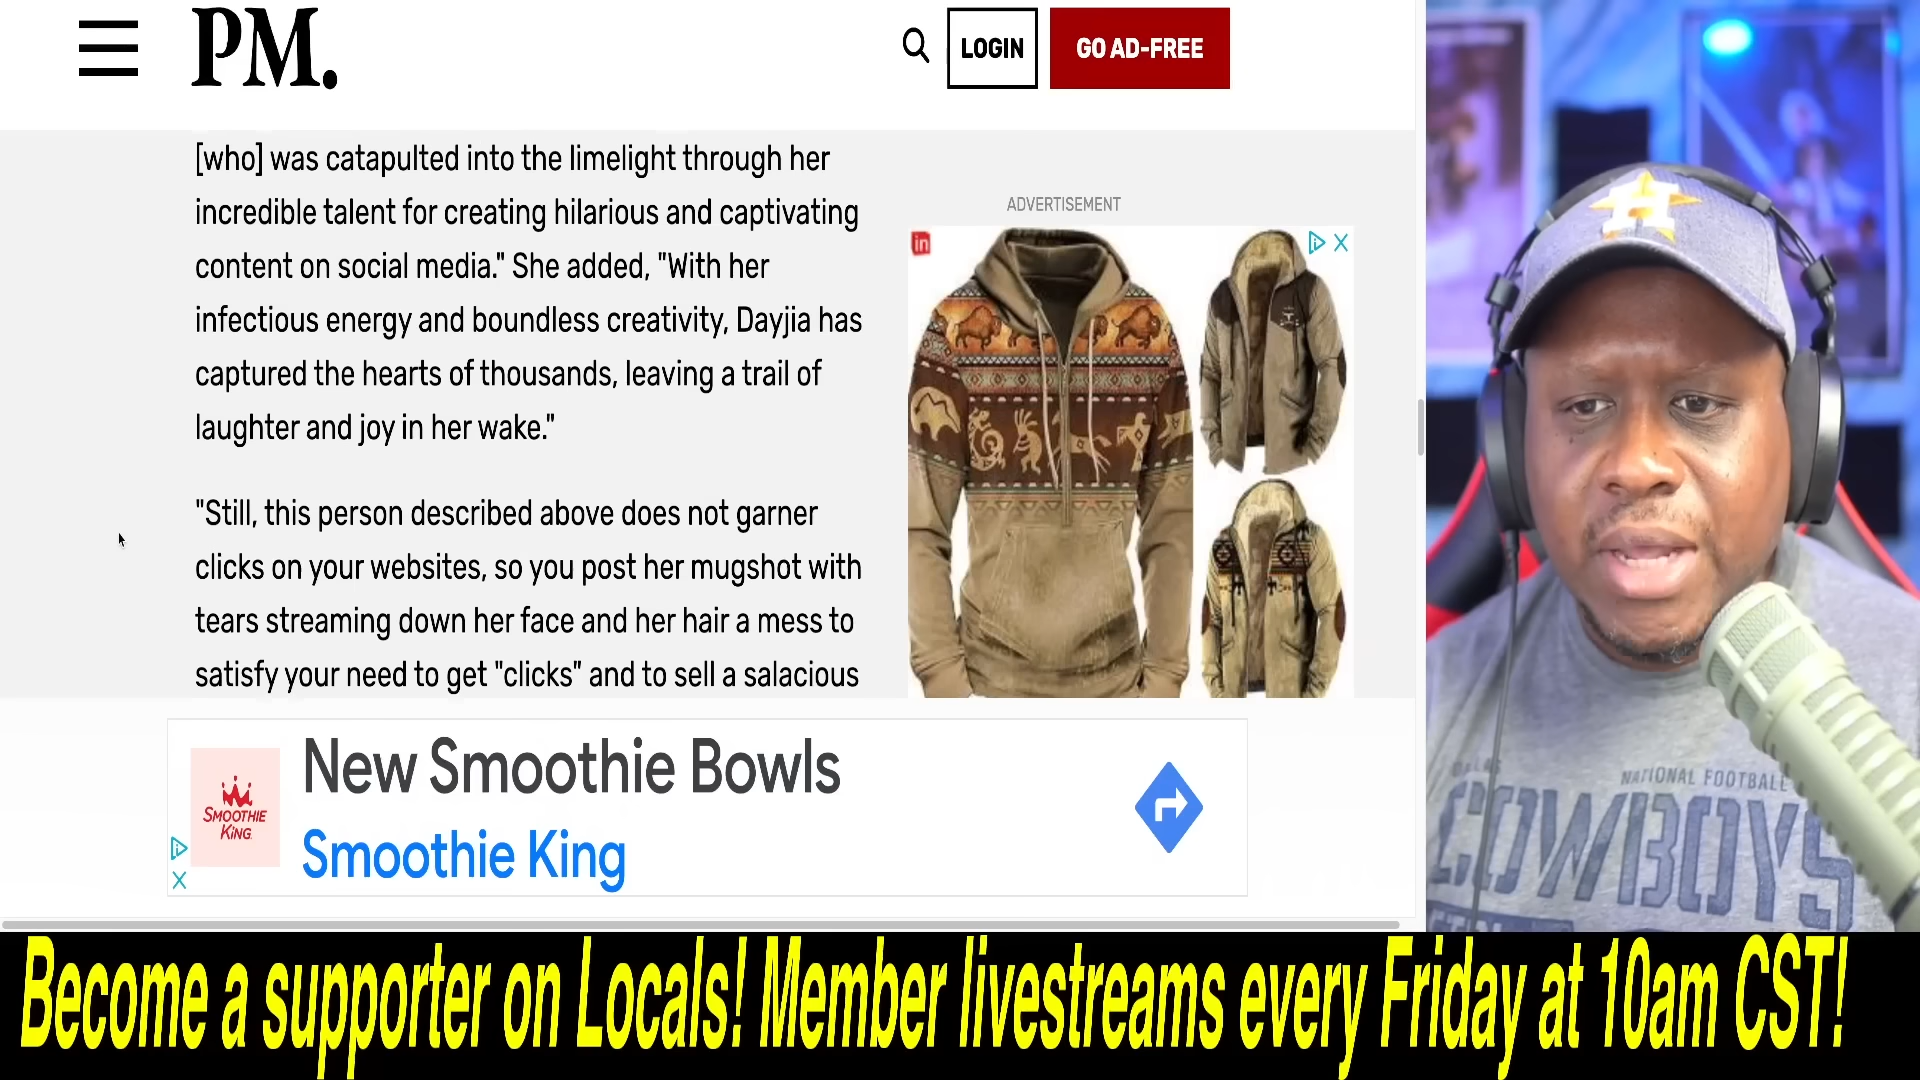 PM.
LOGIN
GO AD-FREE
[who] was catapulted into the limelight through her
incredible talent for creating hilarious and captivating
content on social media." She added, "With her
infectious energy and boundless creativity, Dayjia has
captured the hearts of thousands, leaving a trail of
laughter and joy in her wake."
"Still, this person described above does not garner
clicks on your websites, so you post her mugshot with
tears streaming down her face and her hair a mess to
satisfy your need to get "clicks" and to sell a salacious
ADVERTISEMENT
in
X
New Smoothie Bowls
Smoothie King
SMOOTHIE
KING
X
NATIONAL FOOTBALL
COWBOYS
Become a supporter on Locals! Member livestreams every Friday at 10am CST!